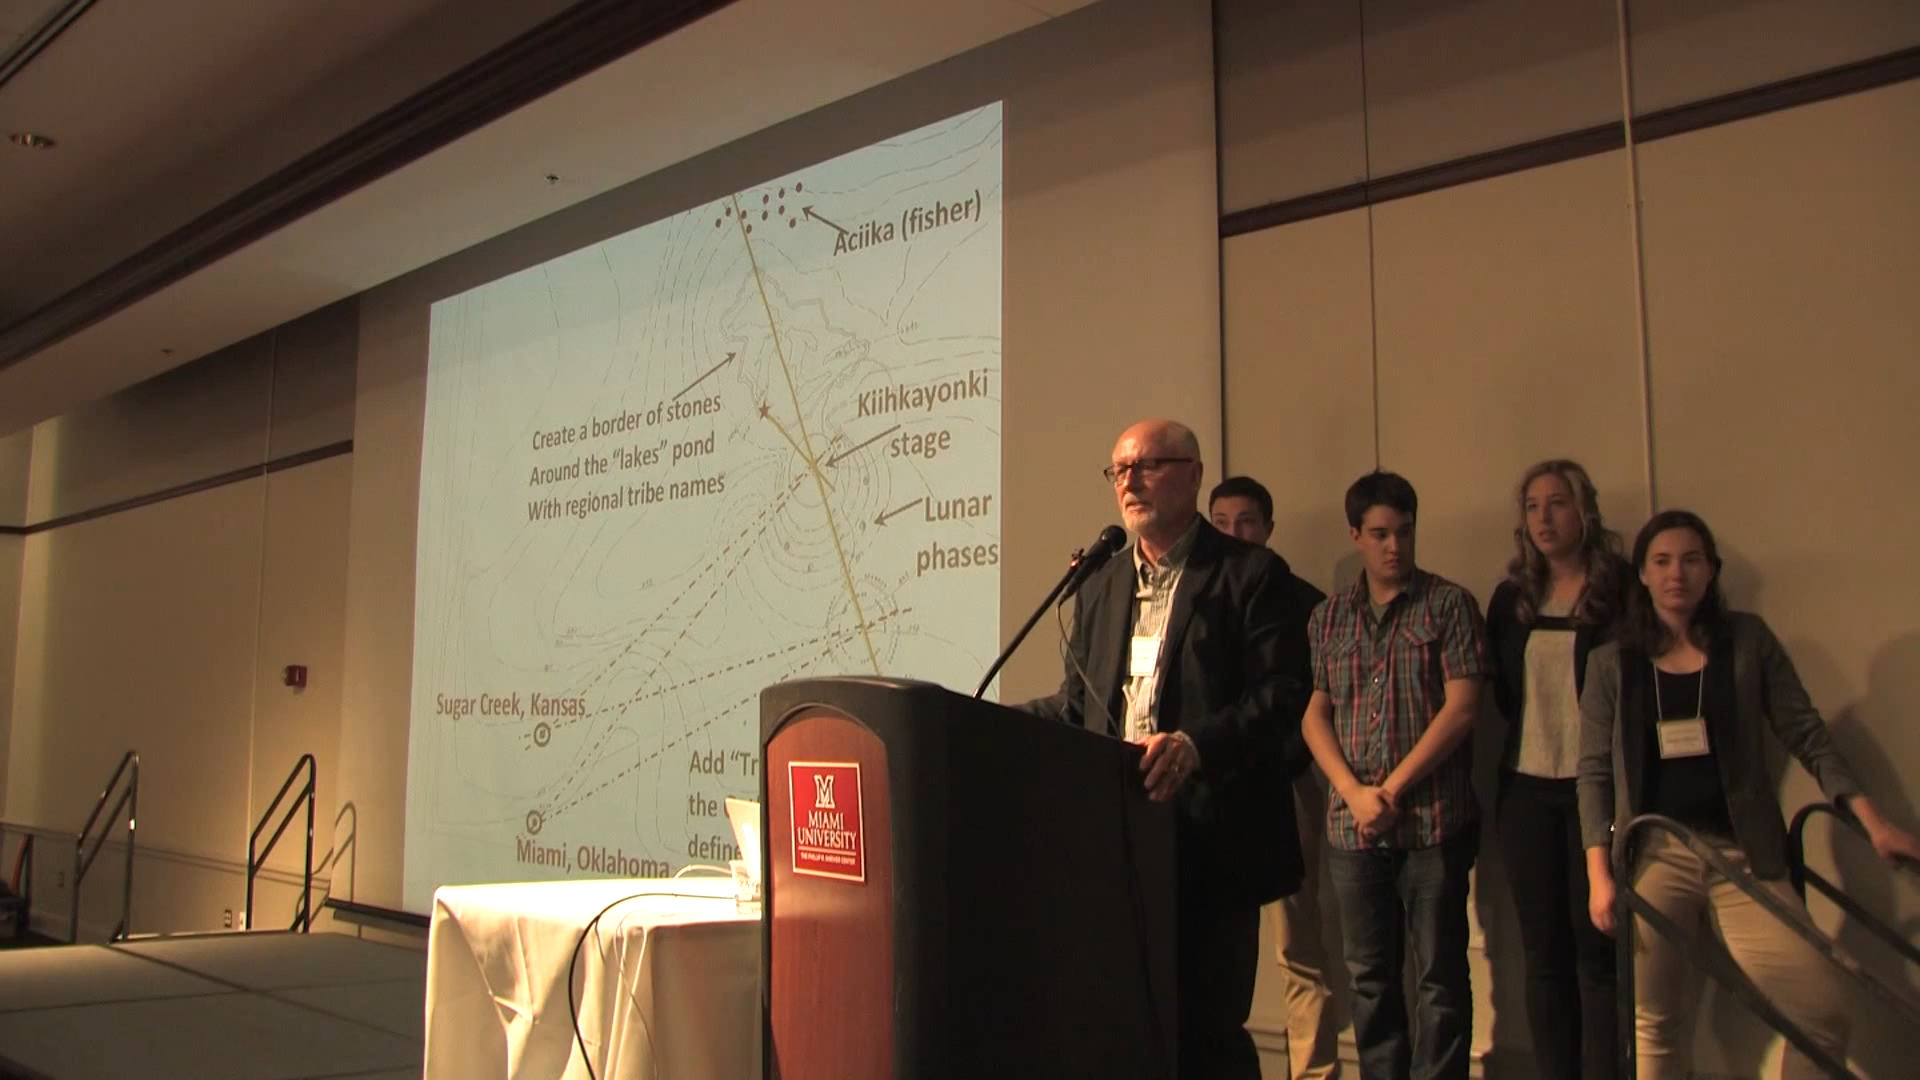 Aciika (fisher)
Kiihkayonki
stage
Create a border of stones
Around the "lakes" pond
With regional tribe names
Lunar
phases
Sugar Creek, Kansas
Add "Tr
the
define
Miami, Oklahoma
MIAMI
UNIVERSITY